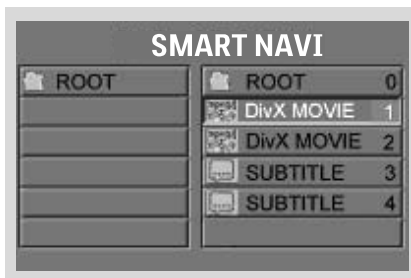 SMART NAVI
ROOT
ROOT 0
DivX MOVIE 1
DivX MOVIE 2
SUBTITLE 3
SUBTITLE 4